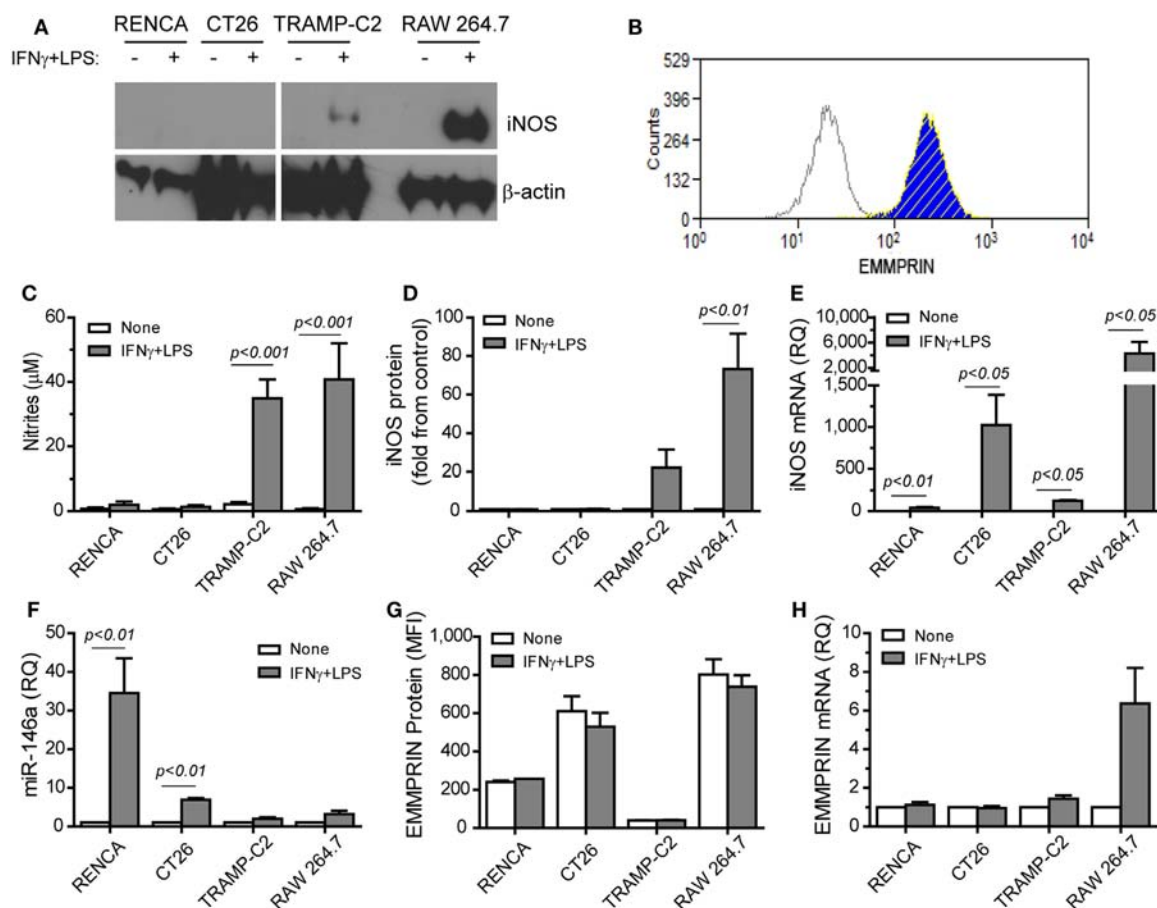 A
RENCA CT26 TRAMP-C2 RAW 264.7
IFNγ+LPS: - + - + - + - +
iNOS
β-actin
B
529
396
264
132
0
Counts
10⁰ 10¹ 10² 10³ 10⁴
EMMPRIN
C
None
IFNγ+LPS
60
40
20
0
Nitrites (μM)
p<0.001
p<0.001
RENCA
CT26
TRAMP-C2
RAW 264.7
D
None
IFNγ+LPS
100
80
60
40
20
0
iNOS protein
(fold from control)
p<0.01
RENCA
CT26
TRAMP-C2
RAW 264.7
E
None
IFNγ+LPS
10,000
6,000
2,000
1,500
1,000
500
0
iNOS mRNA (RQ)
p<0.01
p<0.05
p<0.05
p<0.05
RENCA
CT26
TRAMP-C2
RAW 264.7
F
None
IFNγ+LPS
50
40
30
20
10
0
miR-146a (RQ)
p<0.01
p<0.01
RENCA
CT26
TRAMP-C2
RAW 264.7
G
None
IFNγ+LPS
1,000
800
600
400
200
0
EMMPRIN Protein (MFI)
RENCA
CT26
TRAMP-C2
RAW 264.7
H
None
IFNγ+LPS
10
8
6
4
2
0
EMMPRIN mRNA (RQ)
RENCA
CT26
TRAMP-C2
RAW 264.7